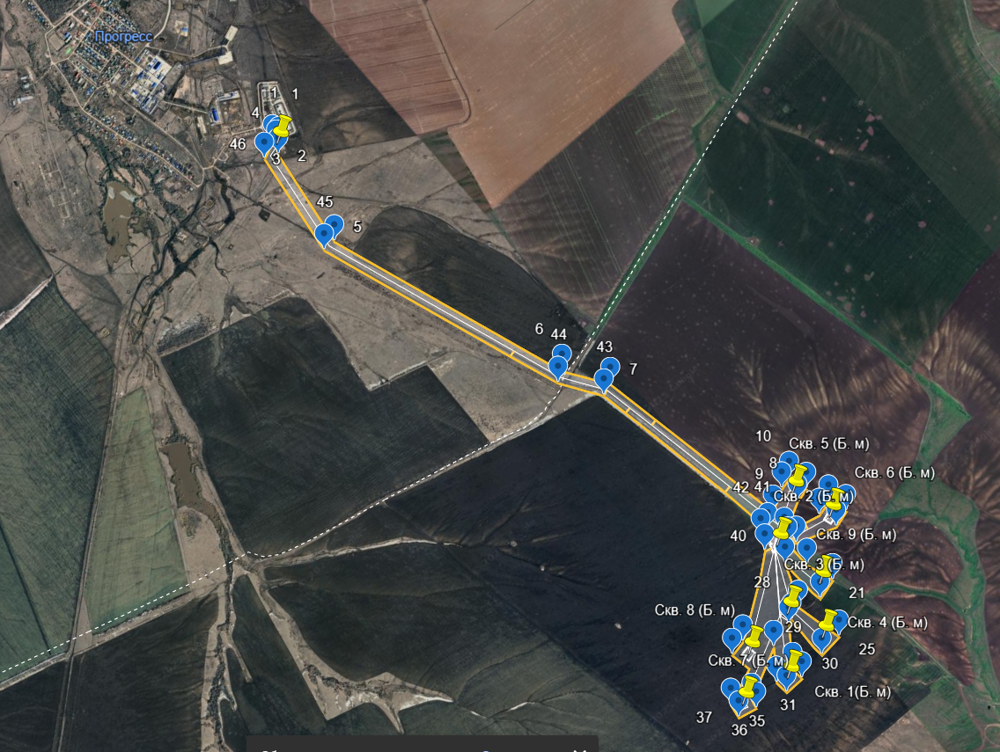 Прогресс
1
1
4
46
3
2
45
5
6
44
43
7
10
Скв. 5 (Б. м)
8
9
Скв. 6 (Б. м)
42
41
Скв. 2 (Б. м)
40
Скв. 9 (Б. м)
Скв. 3 (Б. м)
28
21
Скв. 8 (Б. м)
Скв. 4 (Б. м)
29
25
Скв. 7 (Б. м)
30
Скв. 1(Б. м)
31
37
35
36